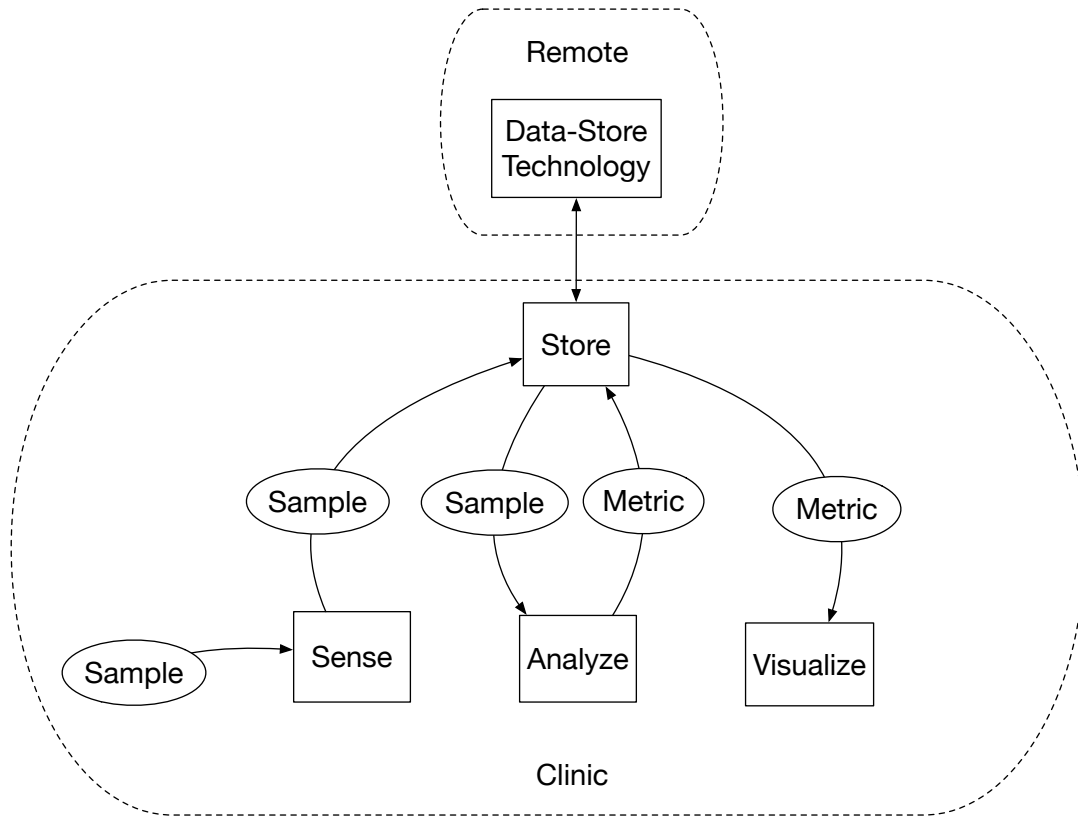 Remote
Data-Store
Technology
Store
Sample
Sample
Metric
Metric
Sample
Sense
Analyze
Visualize
Clinic